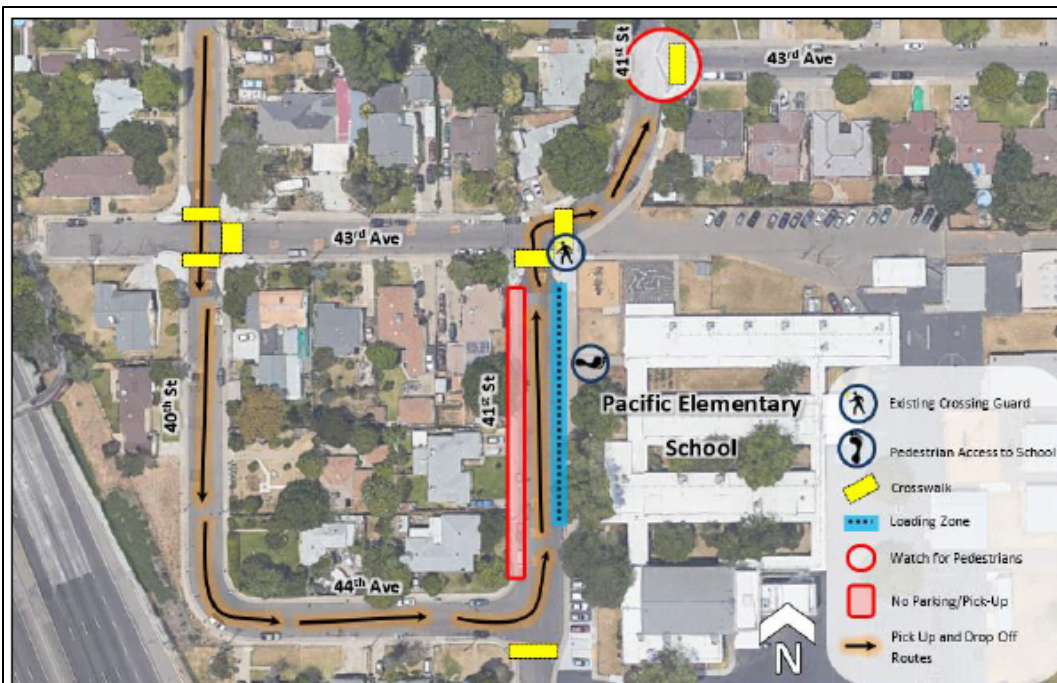 41st St
43rd Ave
43rd Ave
40th St
41st St
Pacific Elementary
School
44th Ave
N
Existing Crossing Guard
Pedestrian Access to School
Crosswalk
Loading Zone
Watch for Pedestrians
No Parking/Pick-Up
Pick Up and Drop Off
Routes